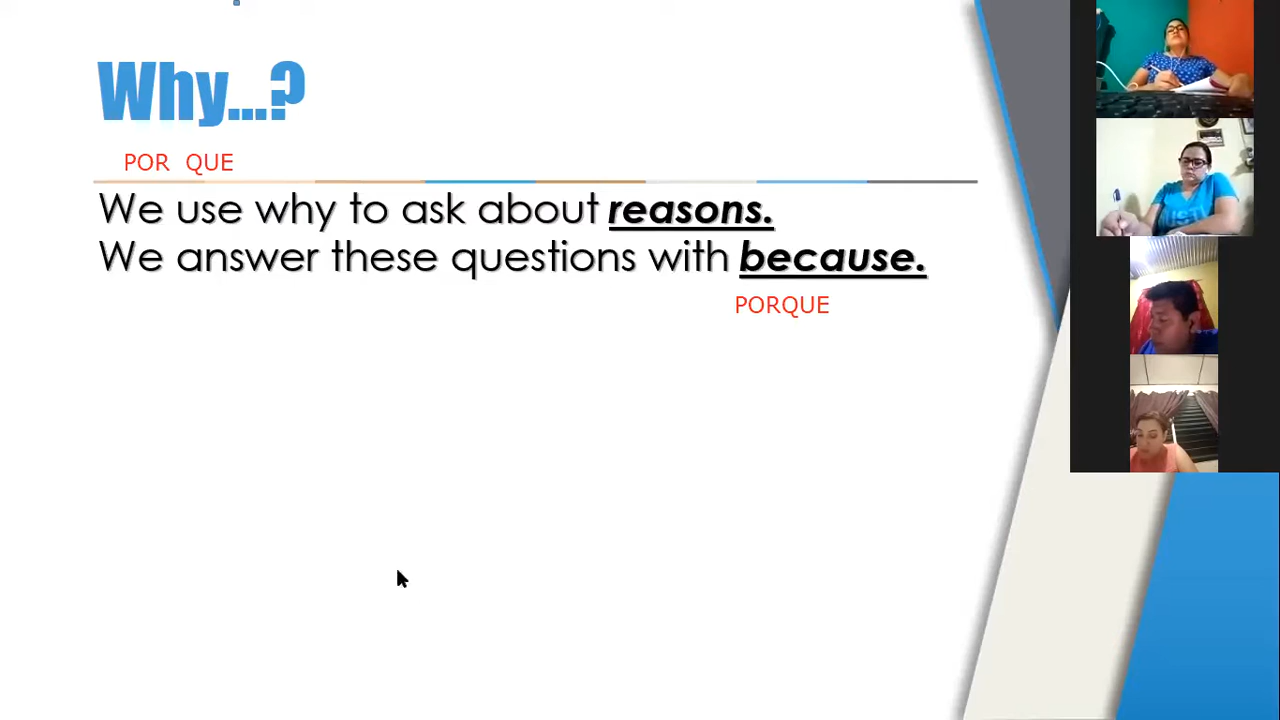 Why...?
POR QUE
We use why to ask about reasons.
We answer these questions with because.
PORQUE